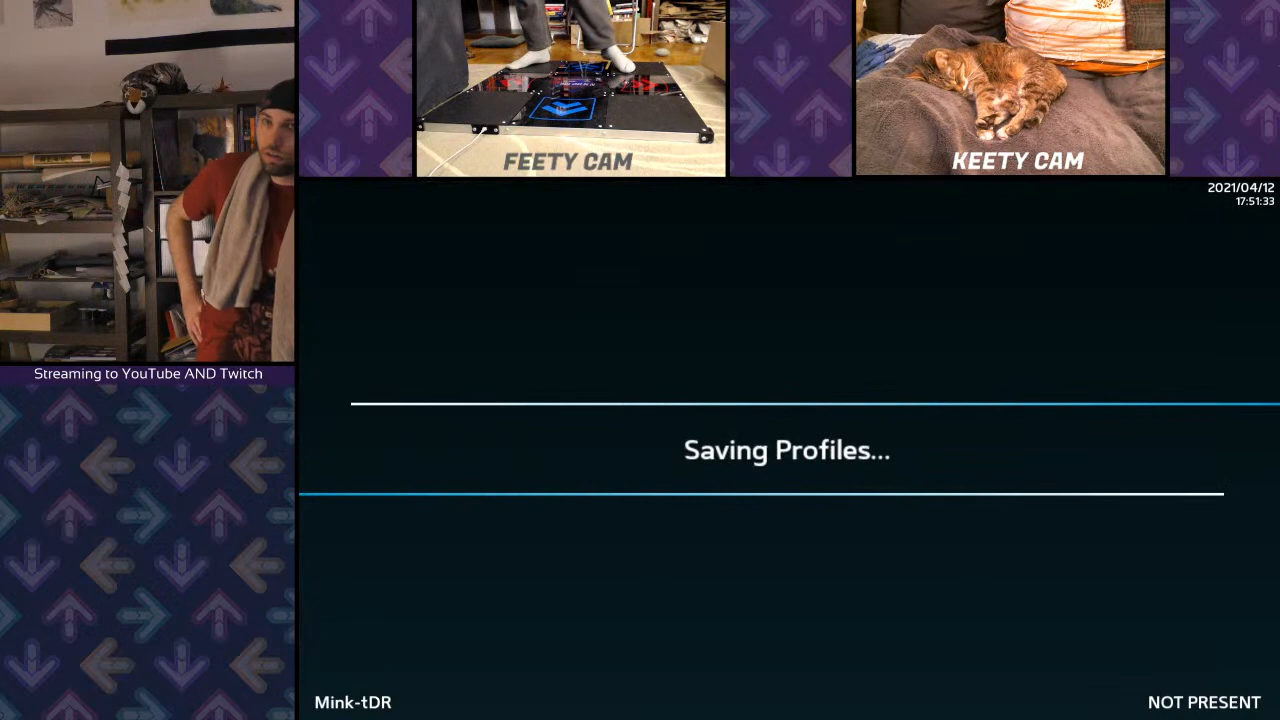 FEETY CAM
KEETY CAM
2021/04/12
17:51:33
Streaming to YouTube AND Twitch
Saving Profiles...
Mink-tDR
NOT PRESENT